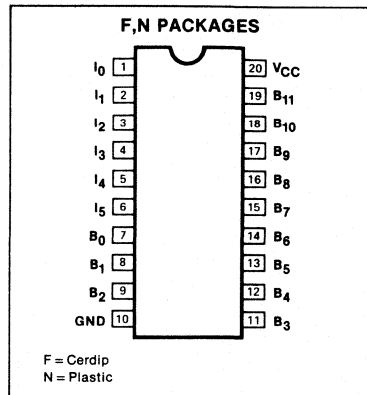 F,N PACKAGES
I0 1 20 VCC
I1 2 19 B11
I2 3 18 B10
I3 4 17 B9
I4 5 16 B8
I5 6 15 B7
B0 7 14 B6
B1 8 13 B5
B2 9 12 B4
GND 10 11 B3
F = Cerdip
N = Plastic